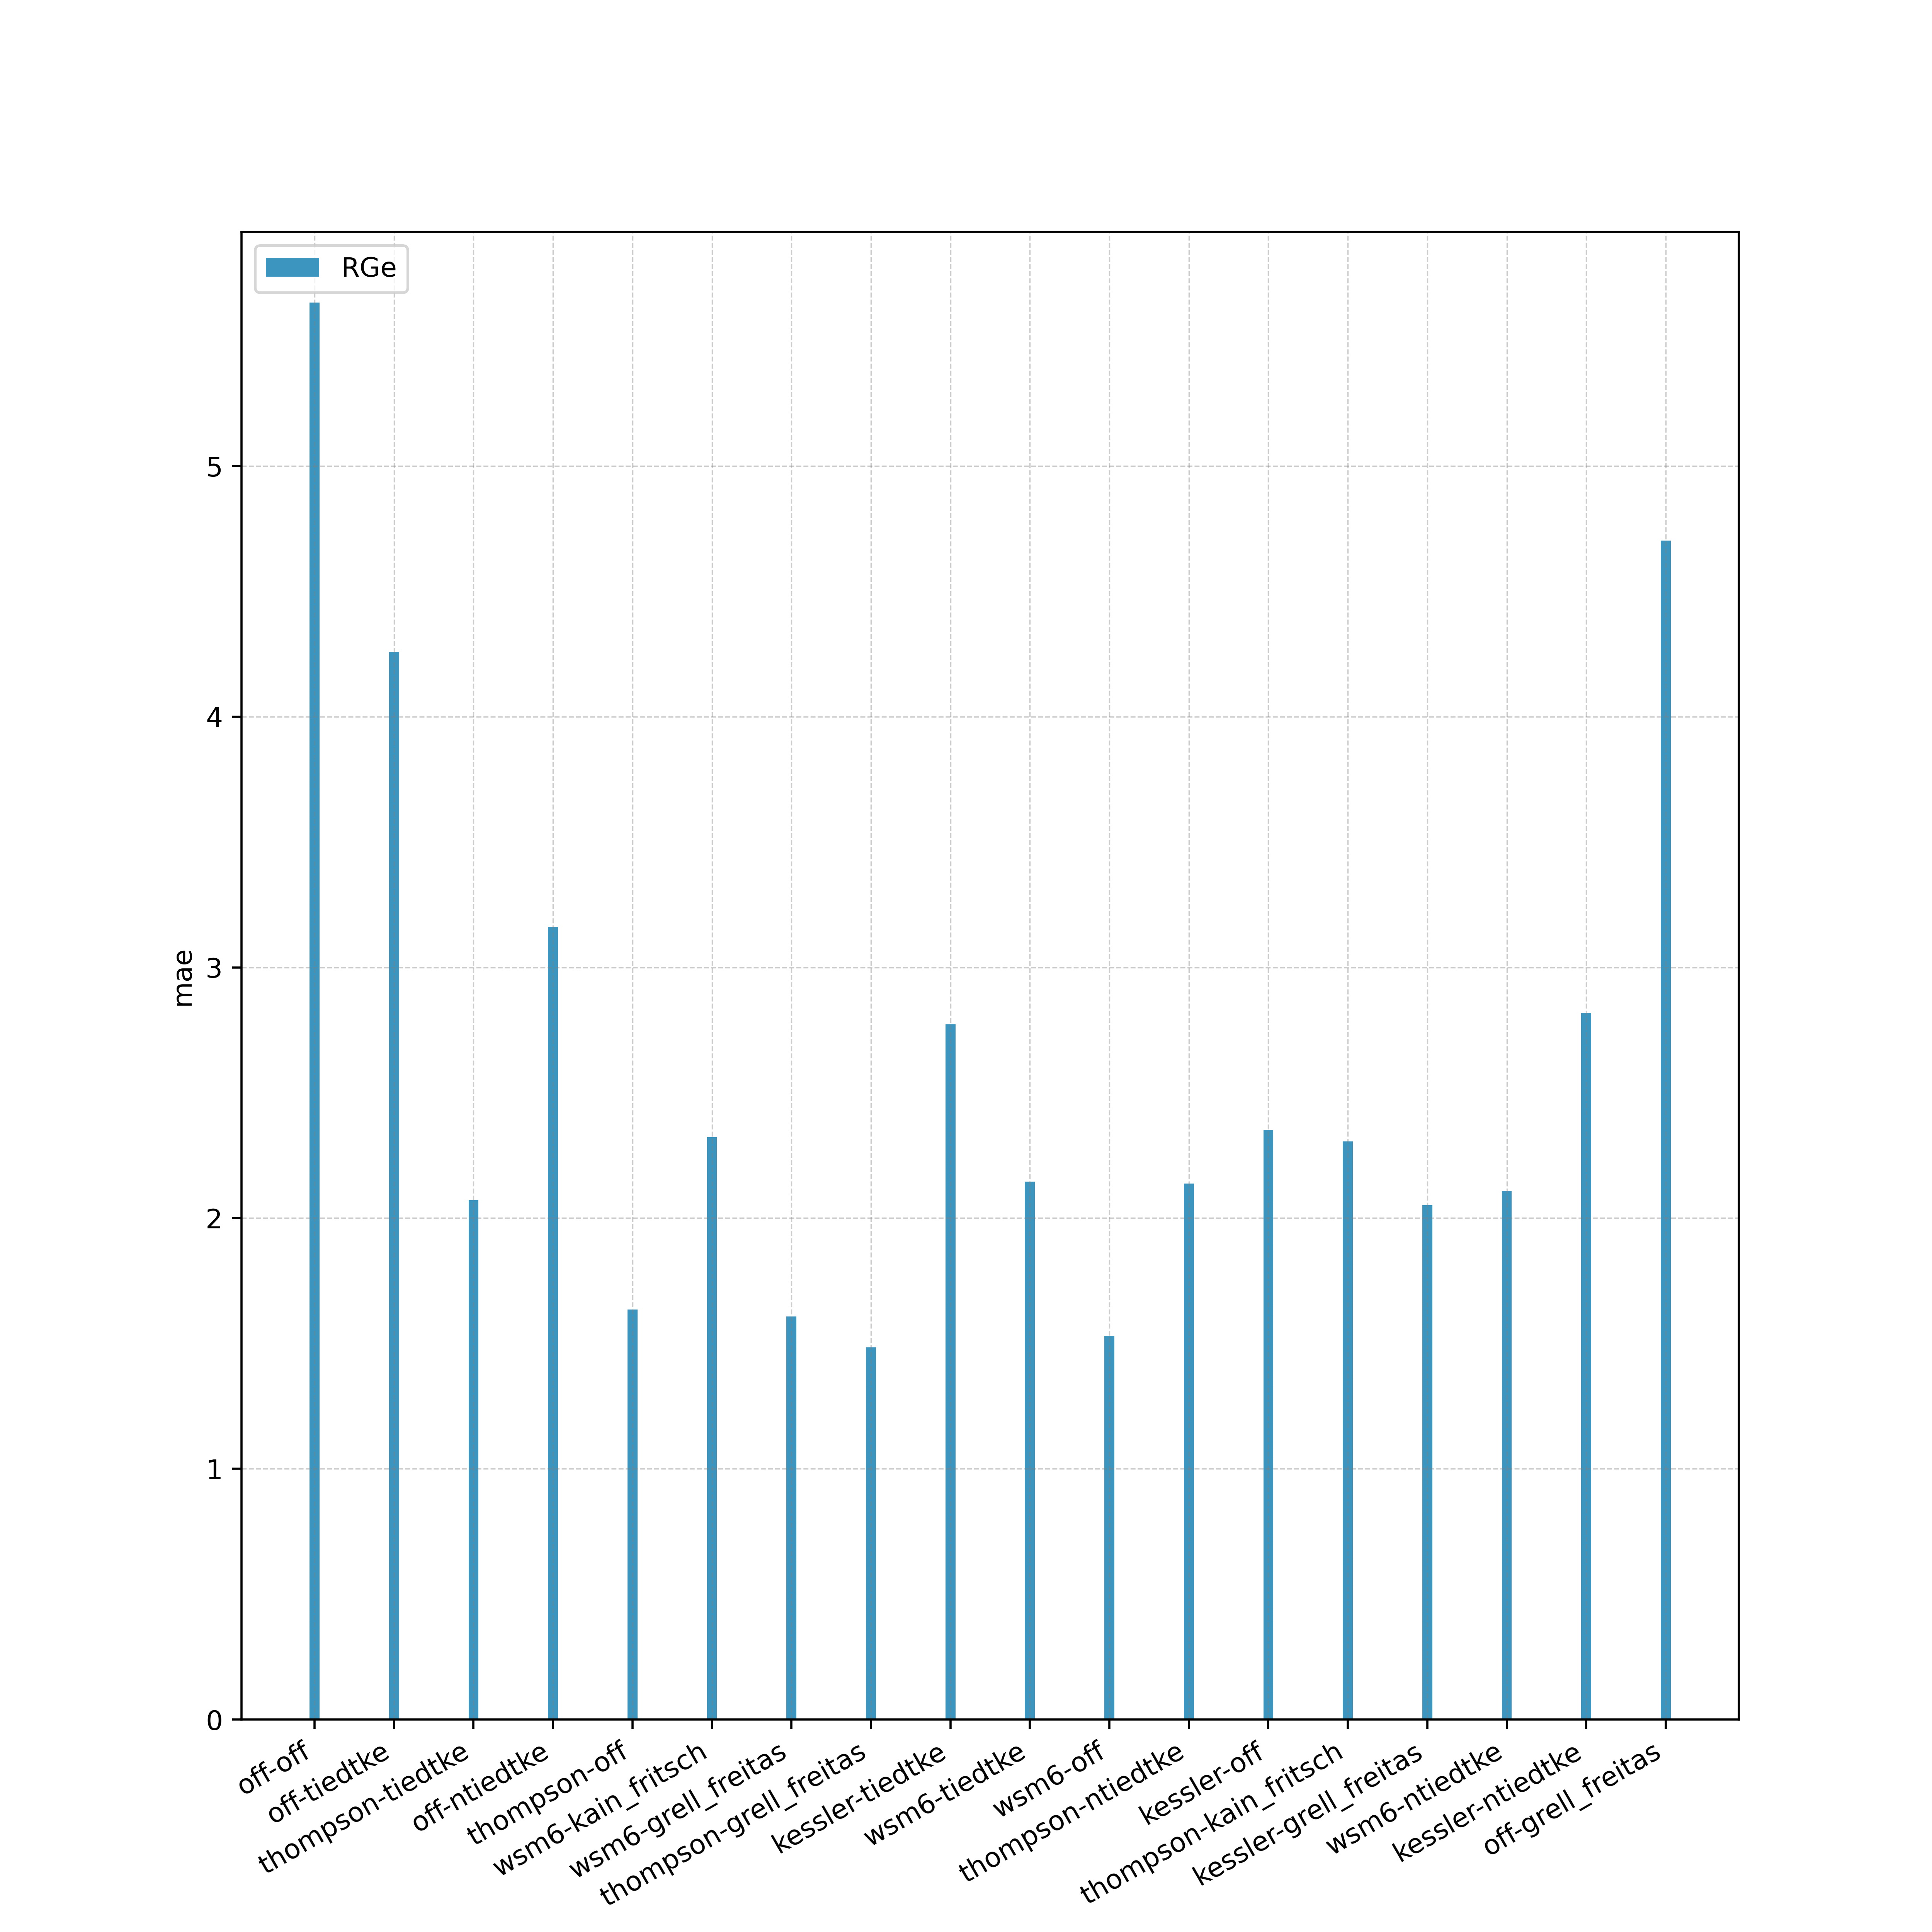 RGe
mae
5
4
3
2
1
0
off-off
off-tiedtke
thompson-tiedtke
off-ntiedtke
thompson-off
wsm6-kain_fritsch
wsm6-grell_freitas
thompson-grell_freitas
kessler-tiedtke
wsm6-tiedtke
wsm6-off
thompson-ntiedtke
kessler-off
thompson-kain_fritsch
kessler-grell_freitas
wsm6-ntiedtke
kessler-ntiedtke
off-grell_freitas